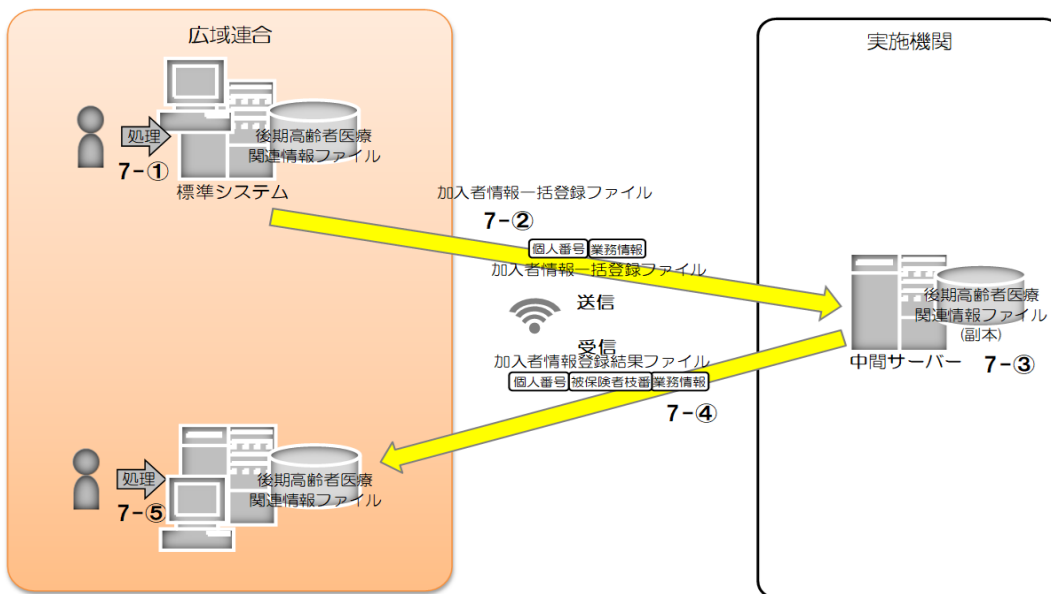 広域連合
処理
7-①
後期高齢者医療
関連情報ファイル
標準システム
加入者情報一括登録ファイル
7-②
個人番号 業務情報
加入者情報一括登録ファイル
送信
受信
加入者情報登録結果ファイル
個人番号 被保険者枝番 業務情報
7-④
実施機関
後期高齢者医療
関連情報ファイル
(副本)
中間サーバー
7-③
処理
7-⑤
後期高齢者医療
関連情報ファイル